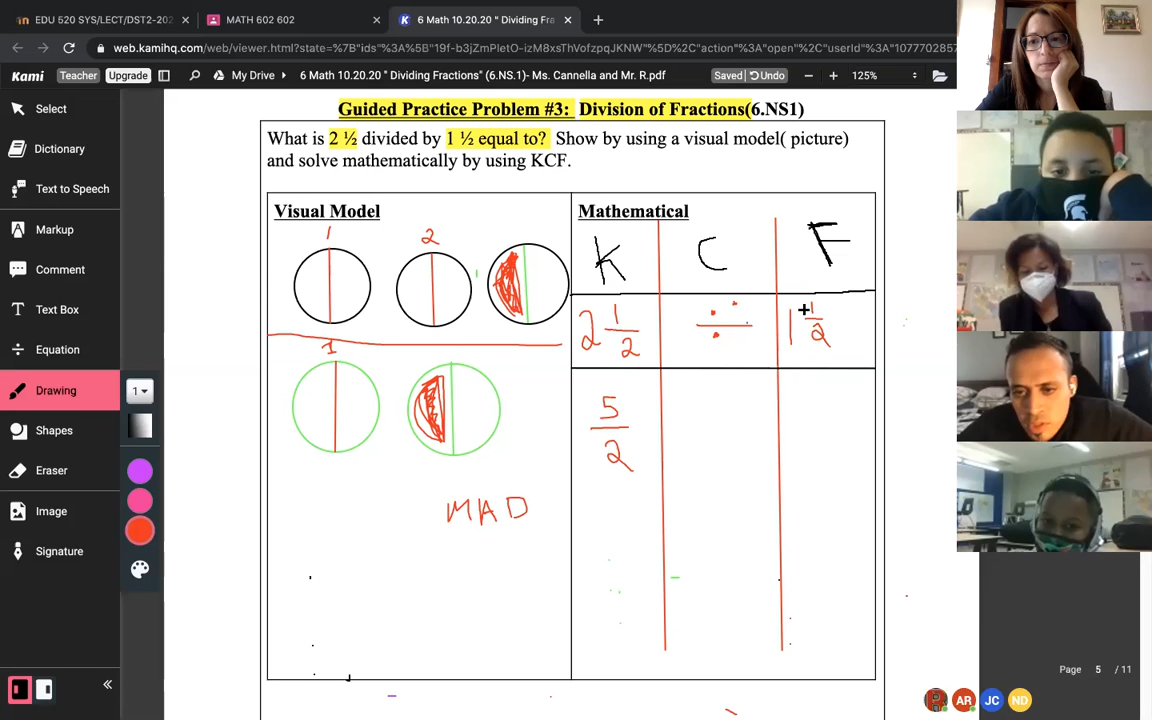 EDU 520 SYS/LECT/DST2-202
MATH 602 602
6 Math 10.20.20 " Dividing Fra
web.kamihq.com/web/viewer.html?state=%7B"ids"%3A%5B"19f-b3jZmPletO-izM8xsThVofzpqJKNW"%5D%2C"action"%3A"open"%2C"userId"%3A"1077702857
Kami Teacher Upgrade My Drive 6 Math 10.20.20 " Dividing Fractions" (6.NS.1)- Ms. Cannella and Mr. R.pdf Saved Undo 125%
Select
Dictionary
Text to Speech
Markup
Comment
Text Box
Equation
Drawing
1
Shapes
Eraser
Image
Signature
Guided Practice Problem #3: Division of Fractions(6.NS1)
What is 2 ½ divided by 1 ½ equal to? Show by using a visual model( picture)
and solve mathematically by using KCF.
Visual Model
1 2
1
MAD
Mathematical
K C F
2 1/2 ÷ 1 1/2
5/2
Page 5 / 11
AR JC ND